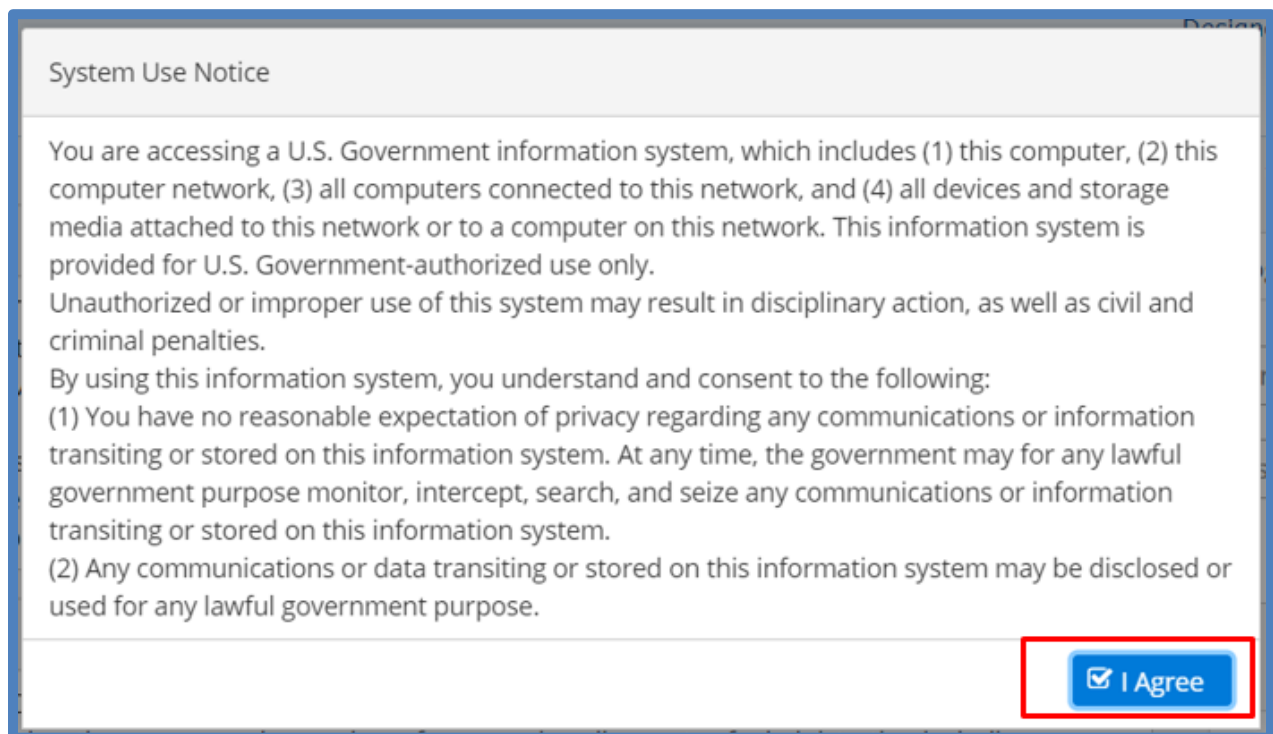 System Use Notice
You are accessing a U.S. Government information system, which includes (1) this computer, (2) this
computer network, (3) all computers connected to this network, and (4) all devices and storage
media attached to this network or to a computer on this network. This information system is
provided for U.S. Government-authorized use only.
Unauthorized or improper use of this system may result in disciplinary action, as well as civil and
criminal penalties.
By using this information system, you understand and consent to the following:
(1) You have no reasonable expectation of privacy regarding any communications or information
transiting or stored on this information system. At any time, the government may for any lawful
government purpose monitor, intercept, search, and seize any communications or information
transiting or stored on this information system.
(2) Any communications or data transiting or stored on this information system may be disclosed or
used for any lawful government purpose.
I Agree